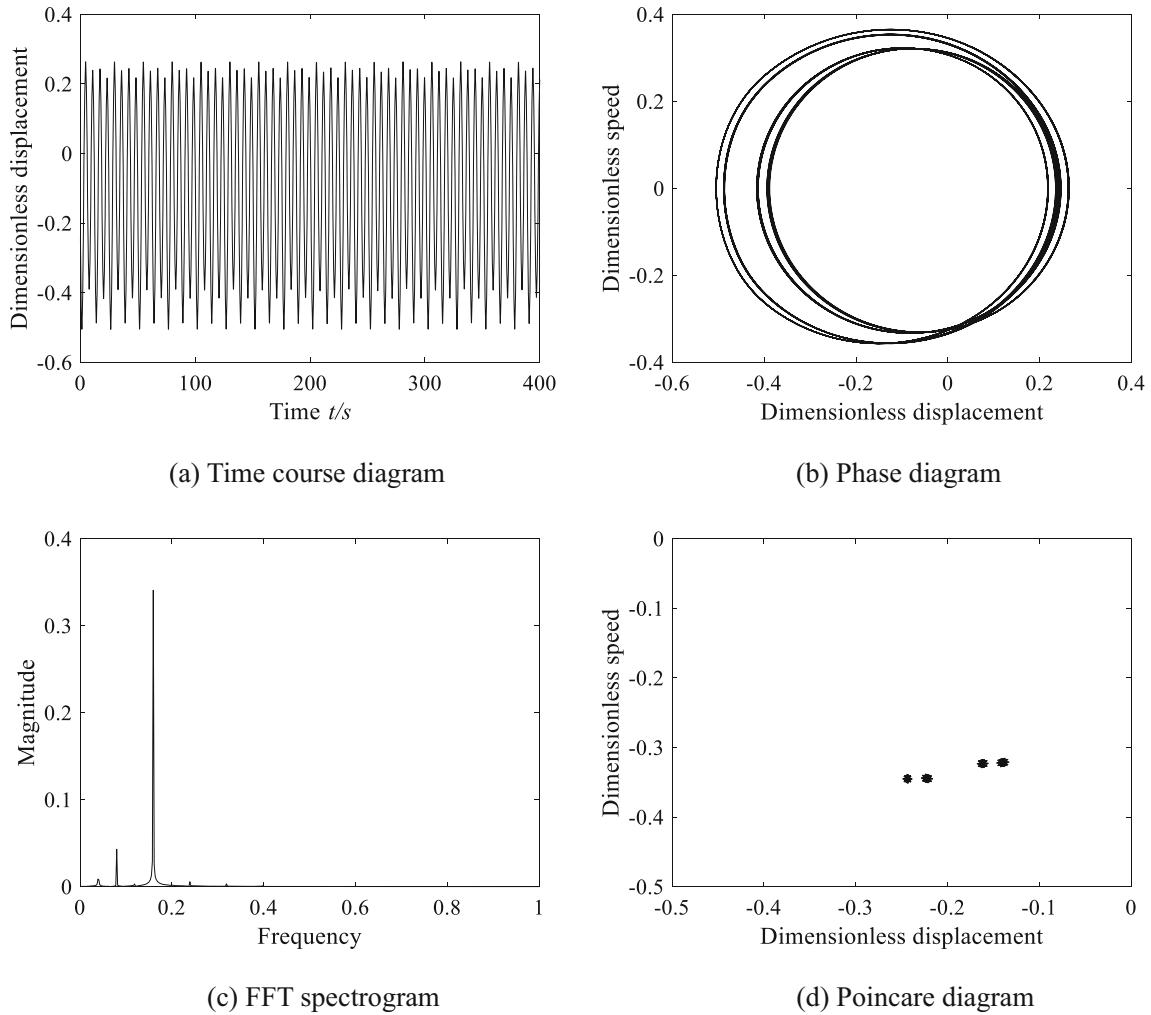 0.4
0.2
0
-0.2
-0.4
-0.6
0 100 200 300 400
Dimensionless displacement
Time t/s
(a) Time course diagram
0.4
0.2
0
-0.2
-0.4
-0.6 -0.4 -0.2 0 0.2 0.4
Dimensionless speed
Dimensionless displacement
(b) Phase diagram
0.4
0.3
0.2
0.1
0
0 0.2 0.4 0.6 0.8 1
Magnitude
Frequency
(c) FFT spectrogram
0
-0.1
-0.2
-0.3
-0.4
-0.5
-0.5 -0.4 -0.3 -0.2 -0.1 0
Dimensionless speed
Dimensionless displacement
(d) Poincare diagram